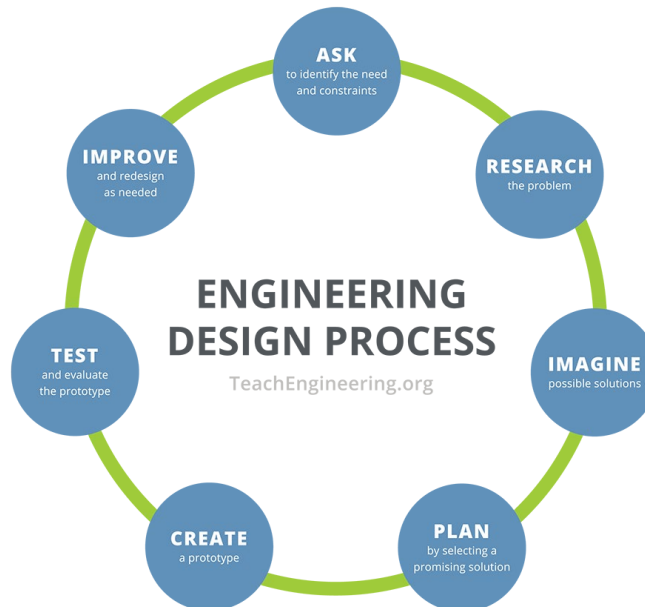 ASK
to identify the need
and constraints
RESEARCH
the problem
IMAGINE
possible solutions
PLAN
by selecting a
promising solution
CREATE
a prototype
TEST
and evaluate
the prototype
IMPROVE
and redesign
as needed
ENGINEERING
DESIGN PROCESS
TeachEngineering.org